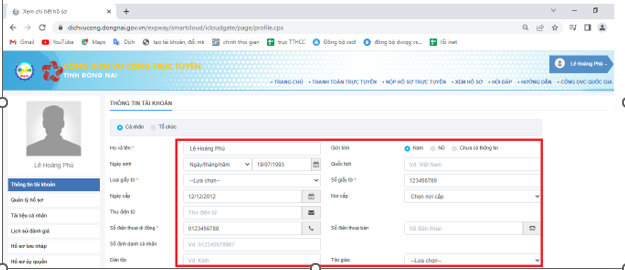 Xem chi tiết hồ sơ
dichvucong.dongnai.gov.vn/expway/smartcloud/icloudgate/page/profile.cpx
Gmail YouTube Maps Dịch tạo tài khoản, đổi mk chỉnh thời gian trực TTHCC Đồng bộ csdl đồng bộ dvcqg vs... lỗi inet
CỔNG DỊCH VỤ CÔNG TRỰC TUYẾN
TỈNH ĐỒNG NAI
Lê Hoàng Phú
• TRANG CHỦ • THANH TOÁN TRỰC TUYẾN • NỘP HỒ SƠ TRỰC TUYẾN • XEM HỒ SƠ • HỎI ĐÁP • HƯỚNG DẪN • CỔNG DVC QUỐC GIA
THÔNG TIN TÀI KHOẢN
Cá nhân Tổ chức
Họ và tên * Lê Hoàng Phú Giới tính Nam Nữ Chưa có thông tin
Ngày sinh Ngày/tháng/năm 19/07/1993 Quốc tịch Vd: Việt Nam
Loại giấy tờ * --Lựa chọn-- Số giấy tờ * 123456789
Ngày cấp 12/12/2012 Nơi cấp Chọn nơi cấp
Thư điện tử Thư điện tử
Số điện thoại di động * 0123456789 Số điện thoại bàn Số điện thoại
Số định danh cá nhân Vd: 012345678987
Dân tộc Vd: Kinh Tôn giáo --Lựa chọn--
Lê Hoàng Phú
Thông tin tài khoản
Quản lý hồ sơ
Tài liệu cá nhân
Lịch sử đánh giá
Hồ sơ lưu nháp
Hồ sơ ủy quyền